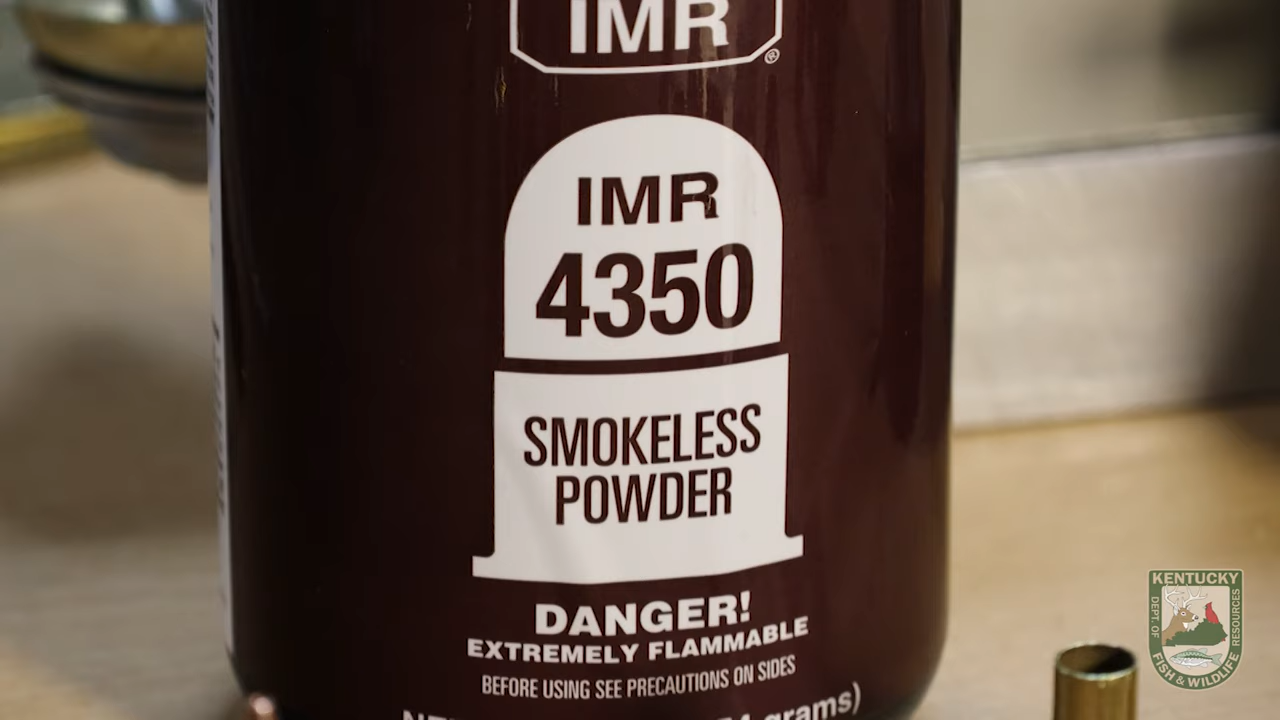 IMR
®
IMR
4350
SMOKELESS
POWDER
DANGER!
EXTREMELY FLAMMABLE
BEFORE USING SEE PRECAUTIONS ON SIDES
grams)
KENTUCKY
DEPT. OF
FISH & WILDLIFE
RESOURCES